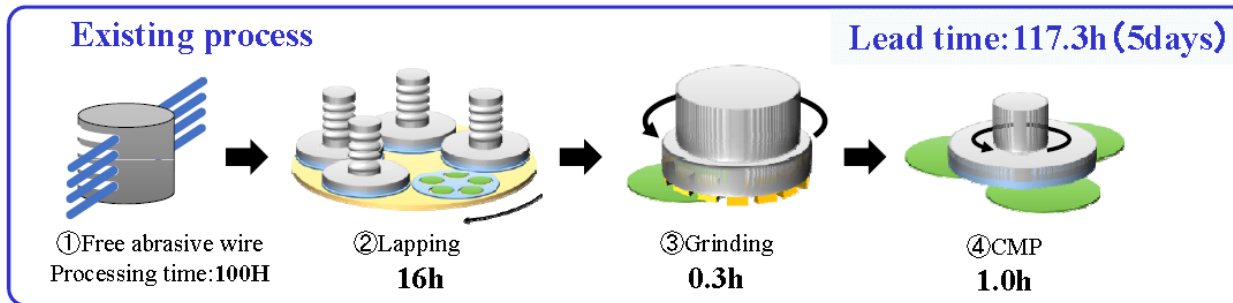 Existing process
Lead time:117.3h(5days)
①Free abrasive wire
Processing time:100H
②Lapping
16h
③Grinding
0.3h
④CMP
1.0h